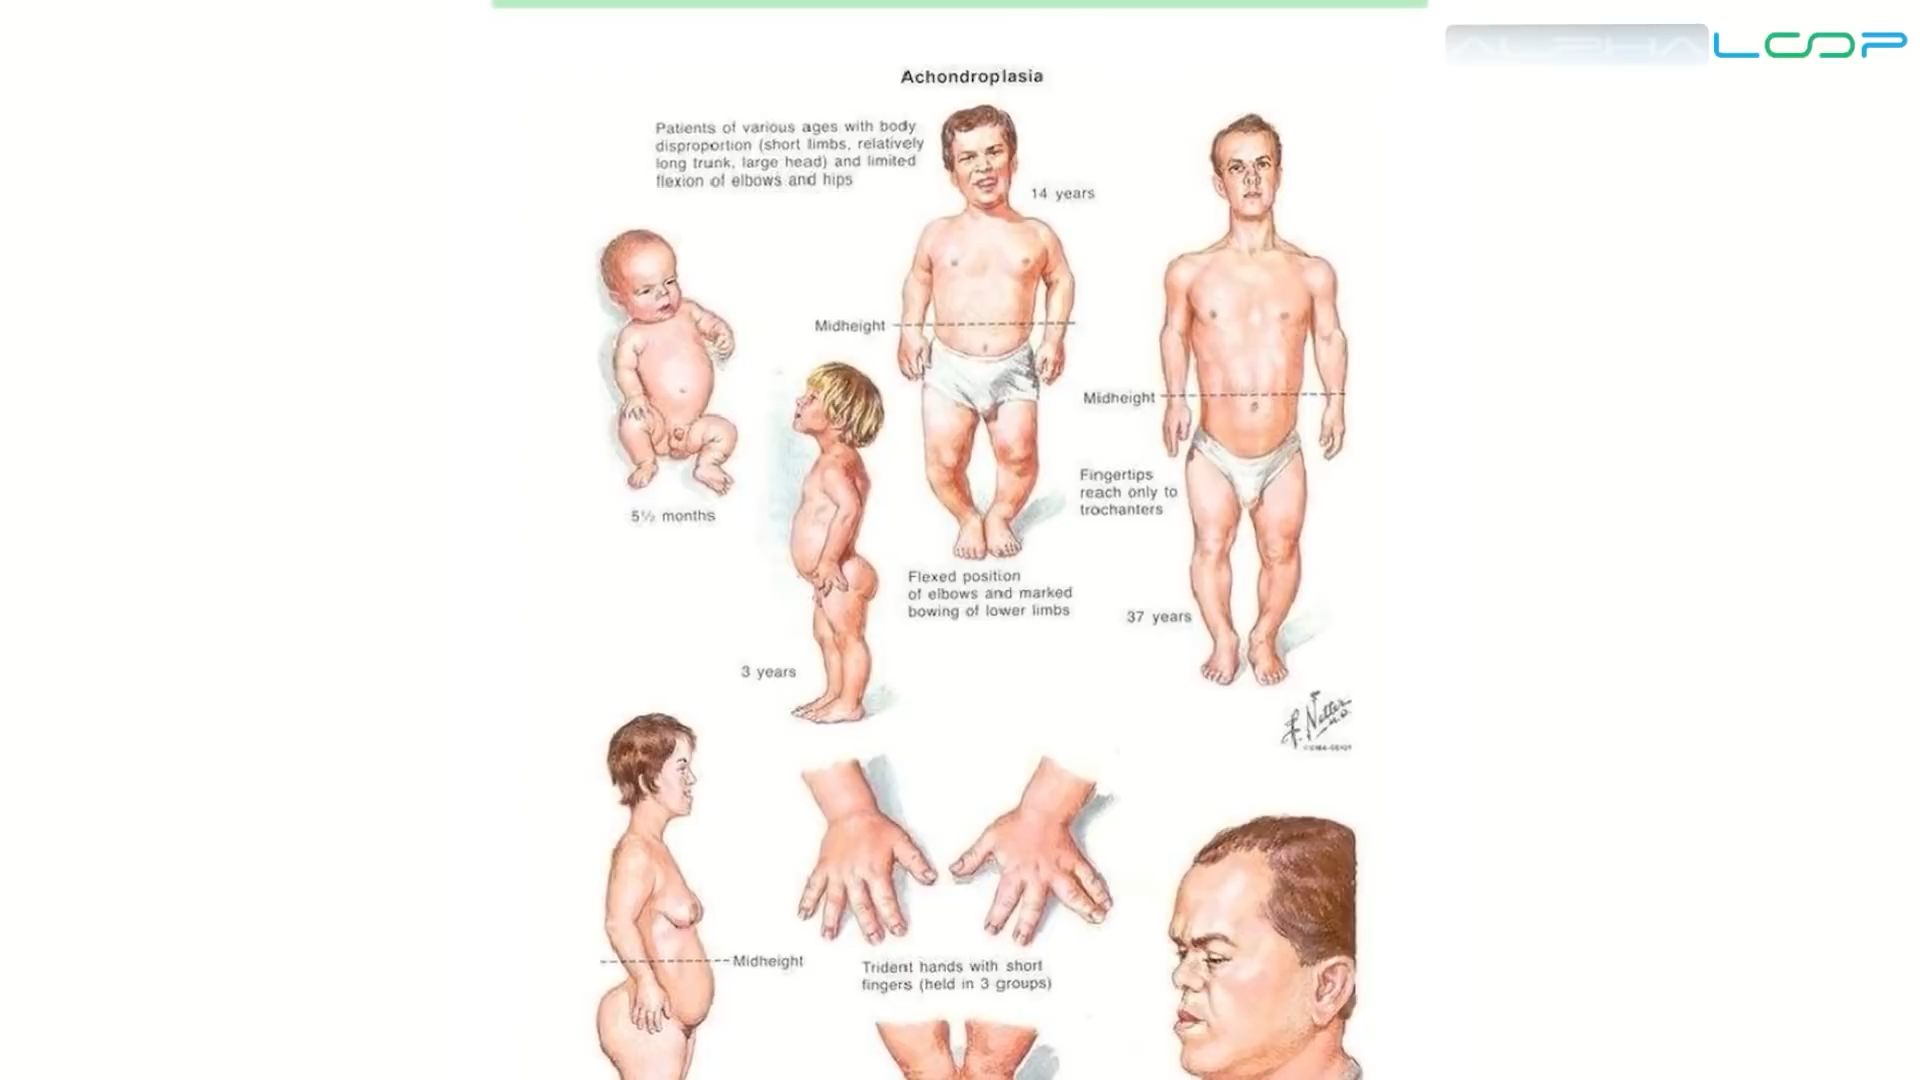 ALPHA LOOP
Achondroplasia
Patients of various ages with body
disproportion (short limbs, relatively
long trunk, large head) and limited
flexion of elbows and hips
14 years
Midheight
Midheight
Fingertips
reach only to
trochanters
5½ months
Flexed position
of elbows and marked
bowing of lower limbs
37 years
3 years
F. Netter
M.D.
Midheight
Trident hands with short
fingers (held in 3 groups)